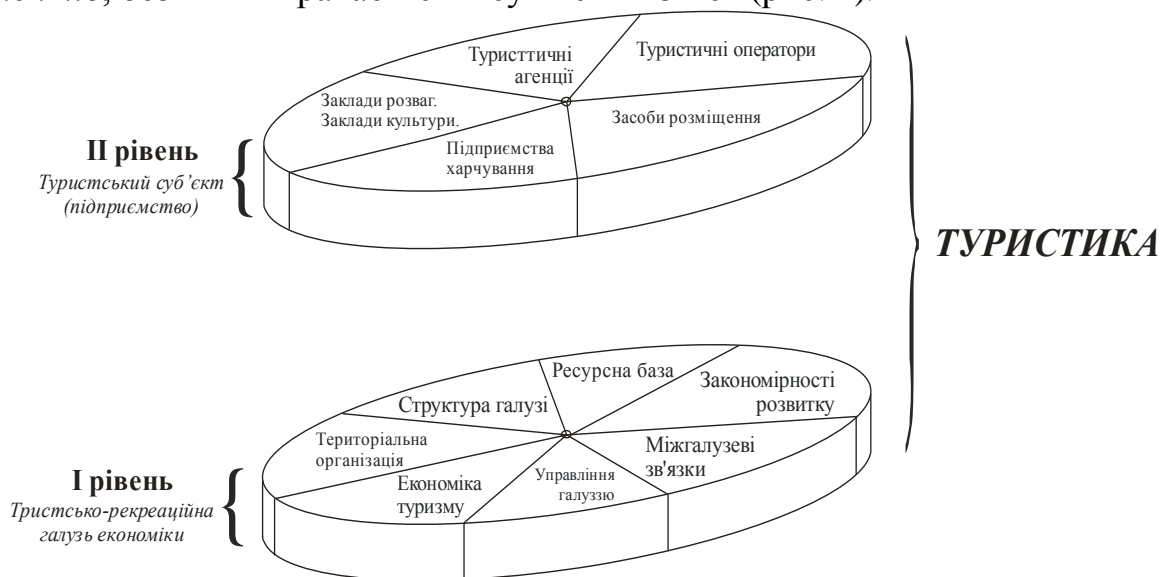 Туристтичні
агенції
Туристичні оператори
Заклади розваг.
Заклади культури.
Засоби розміщення
Підприємства
харчування
ІІ рівень
Туристський суб’єкт
(підприємство)
ТУРИСТИКА
Ресурсна база
Закономірності
розвитку
Структура галузі
Територіальна
організація
Міжгалузеві
зв'язки
Економіка
туризму
Управління
галуззю
І рівень
Тристсько-рекреаційна
галузь економіки